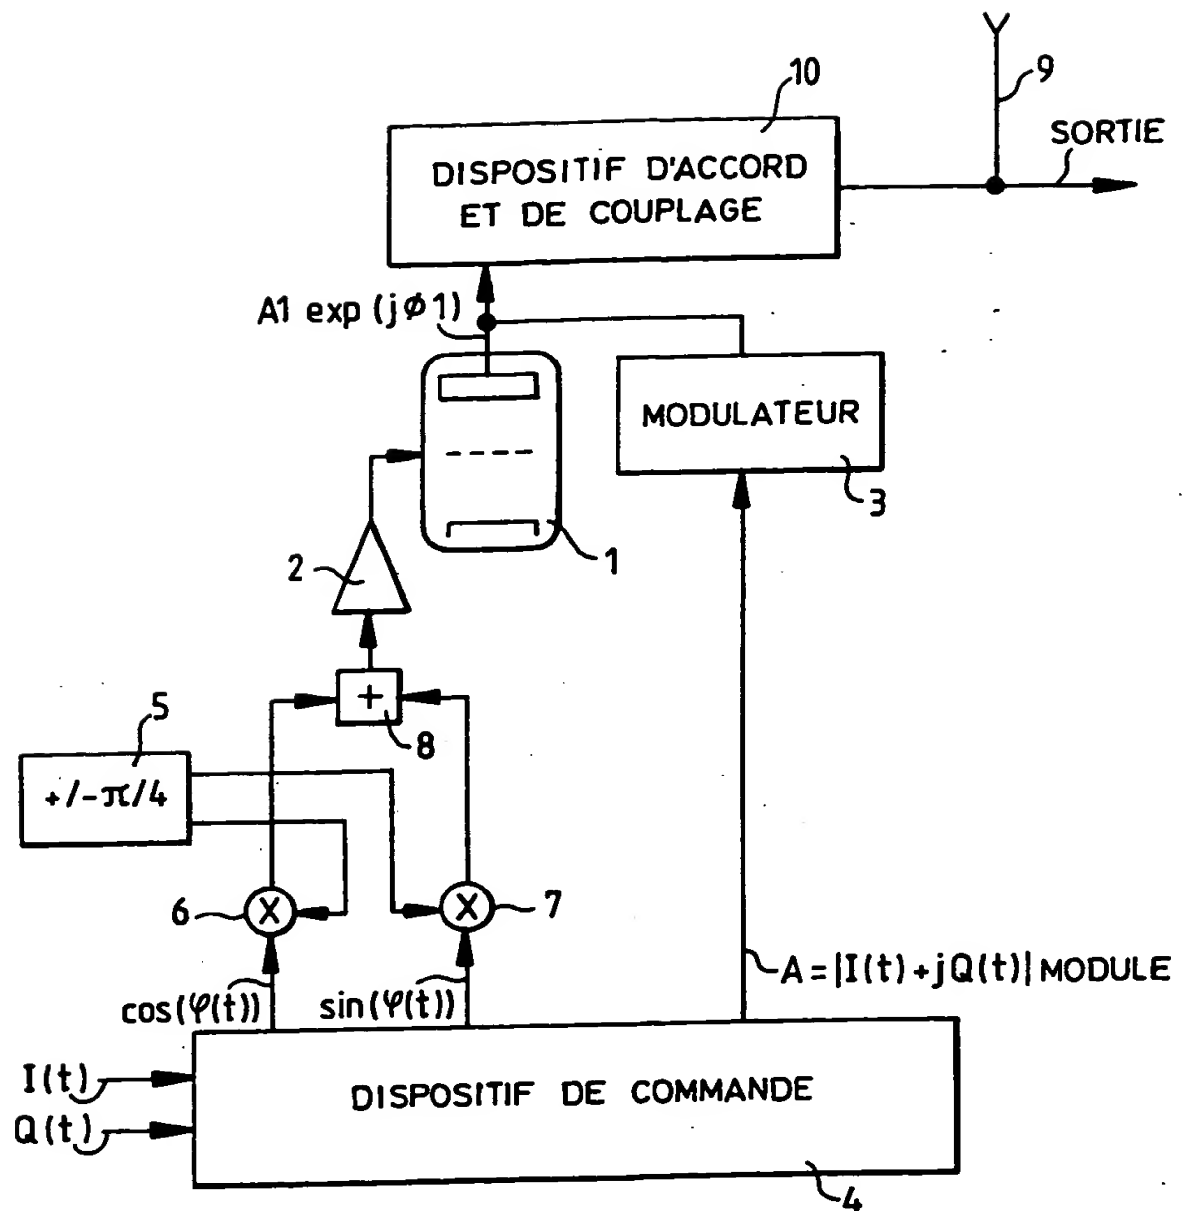 10
9
SORTIE
DISPOSITIF D'ACCORD
ET DE COUPLAGE
A1 exp (jφ1)
MODULATEUR
3
1
2
+
8
5
+/-π/4
6
X
X
7
A = |I(t) + jQ(t)| MODULE
cos(φ(t))
sin(φ(t))
I(t)
Q(t)
DISPOSITIF DE COMMANDE
4